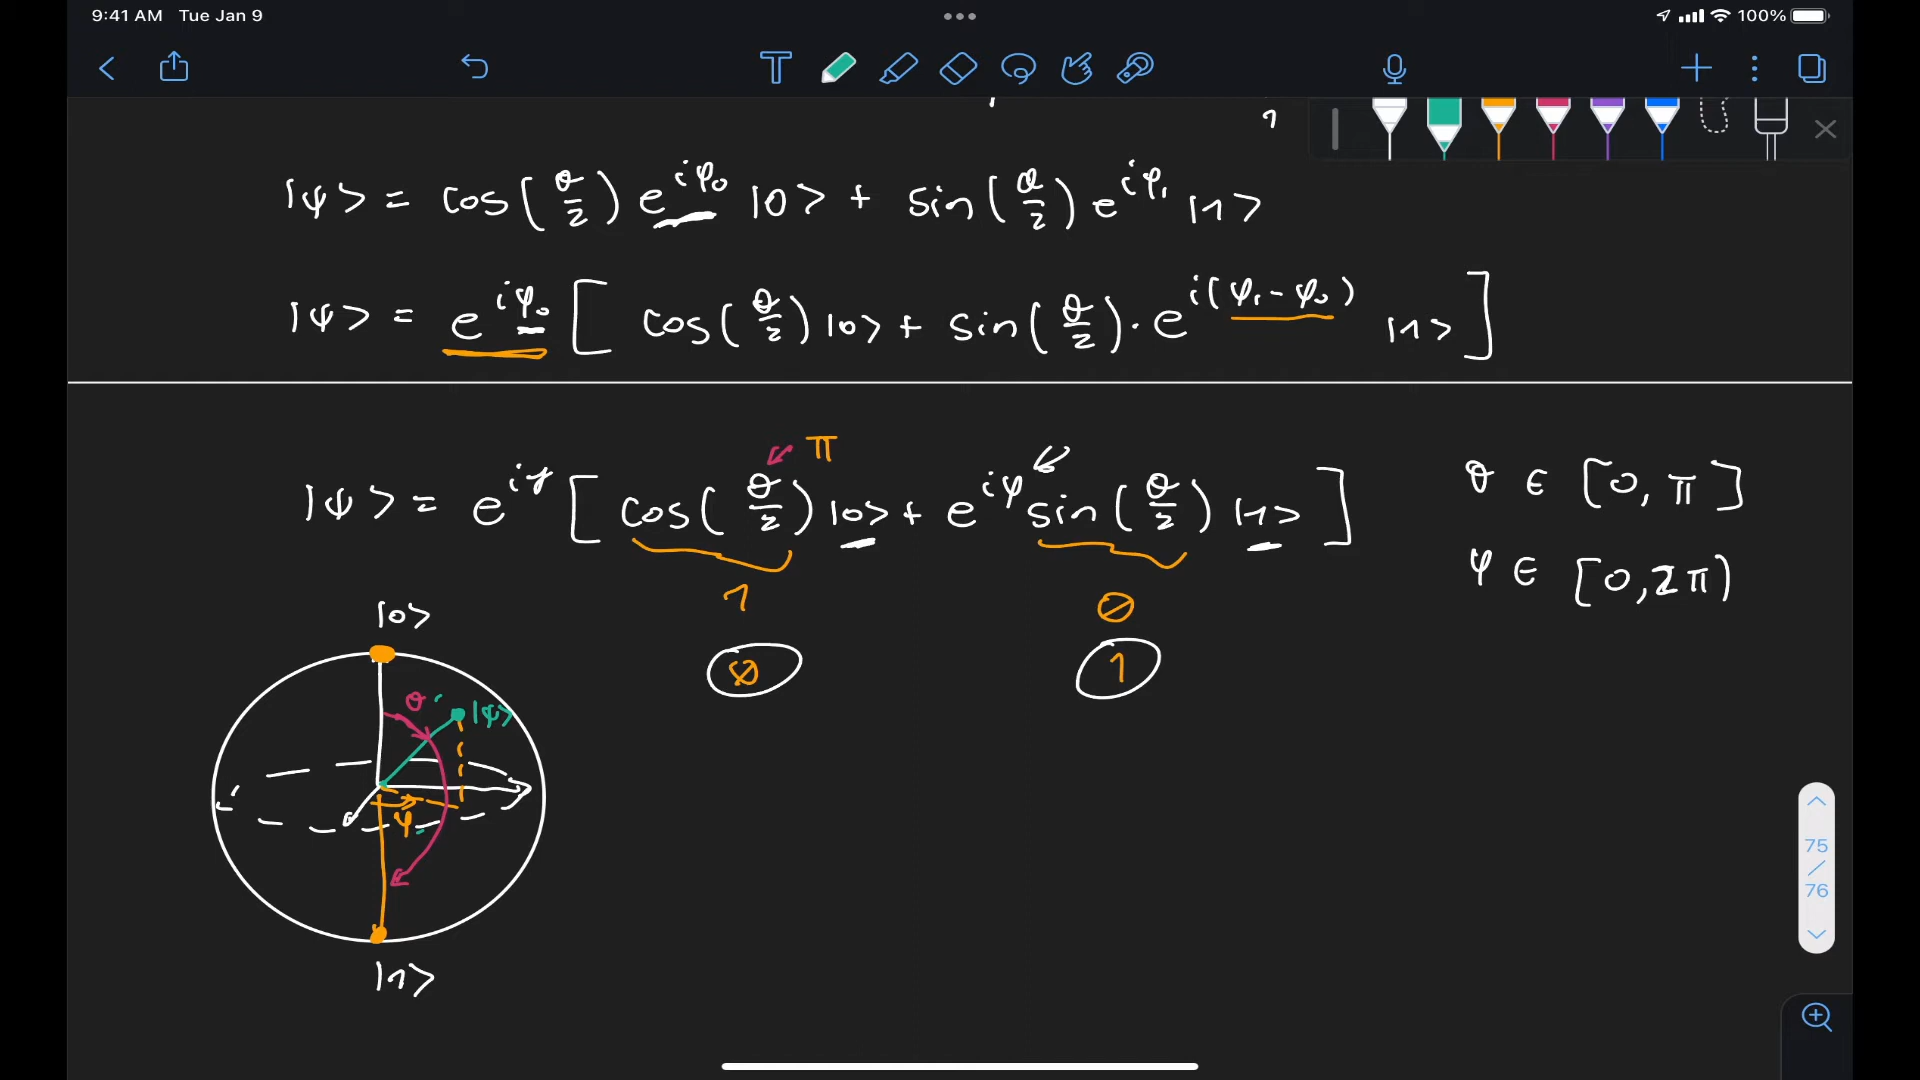 9:41 AM Tue Jan 9
100%
|ψ> = cos(θ/2) e^{iφ₀} |0> + sin(θ/2) e^{iφ₁} |1>
|ψ> = e^{iφ₀} [ cos(θ/2) |0> + sin(θ/2) · e^{i(φ₁-φ₀)} |1> ]
π
|ψ> = e^{iγ} [ cos(θ/2) |0> + e^{iφ} sin(θ/2) |1> ]
θ ∈ [0, π]
φ ∈ [0, 2π)
1
0
0
1
|0>
θ
|ψ>
φ
|1>
75
/
76